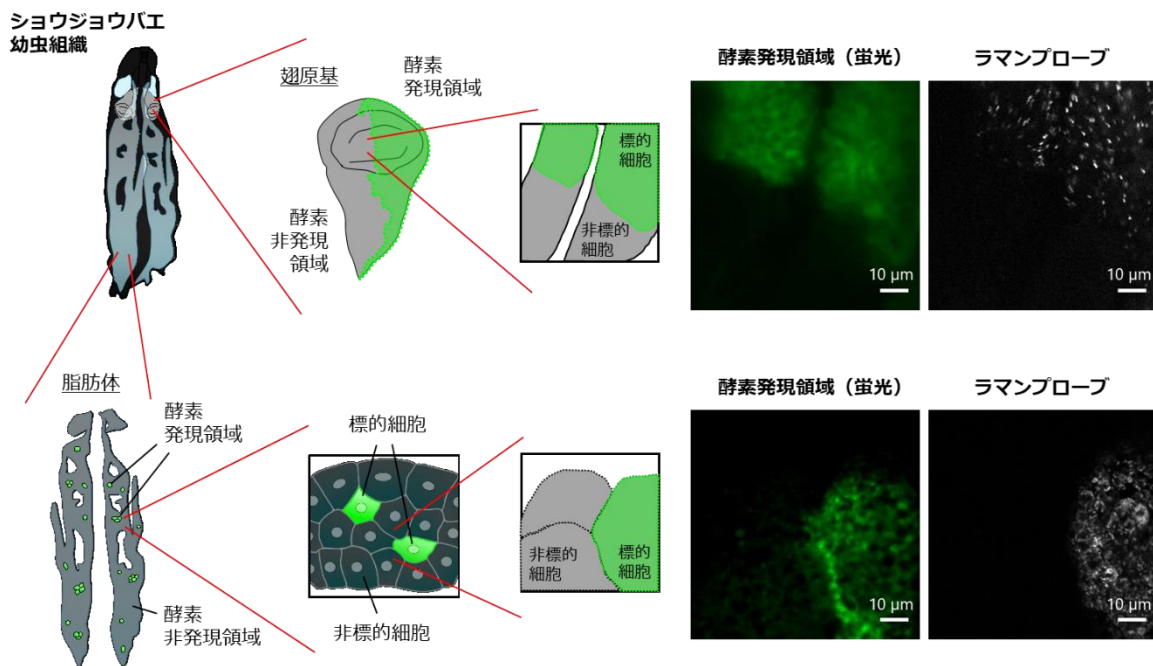 ショウジョウバエ
幼虫組織
翅原基
酵素
発現領域
酵素
非発現
領域
標的
細胞
非標的
細胞
酵素発現領域（蛍光）
ラマンプローブ
10 μm
10 μm
脂肪体
酵素
発現領域
酵素
非発現領域
標的細胞
非標的細胞
非標的
細胞
標的
細胞
酵素発現領域（蛍光）
ラマンプローブ
10 μm
10 μm